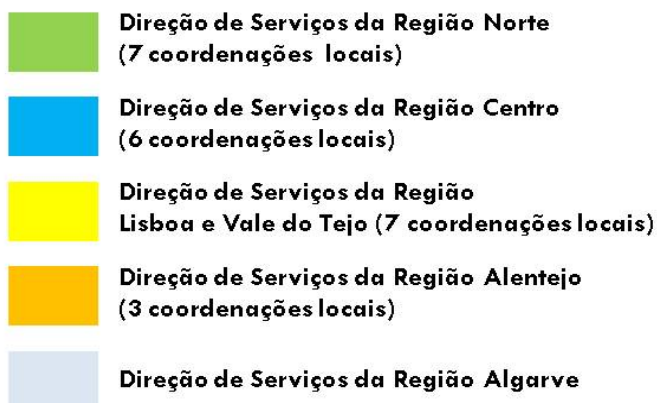 Direção de Serviços da Região Norte
(7 coordenações locais)
Direção de Serviços da Região Centro
(6 coordenações locais)
Direção de Serviços da Região
Lisboa e Vale do Tejo (7 coordenações locais)
Direção de Serviços da Região Alentejo
(3 coordenações locais)
Direção de Serviços da Região Algarve